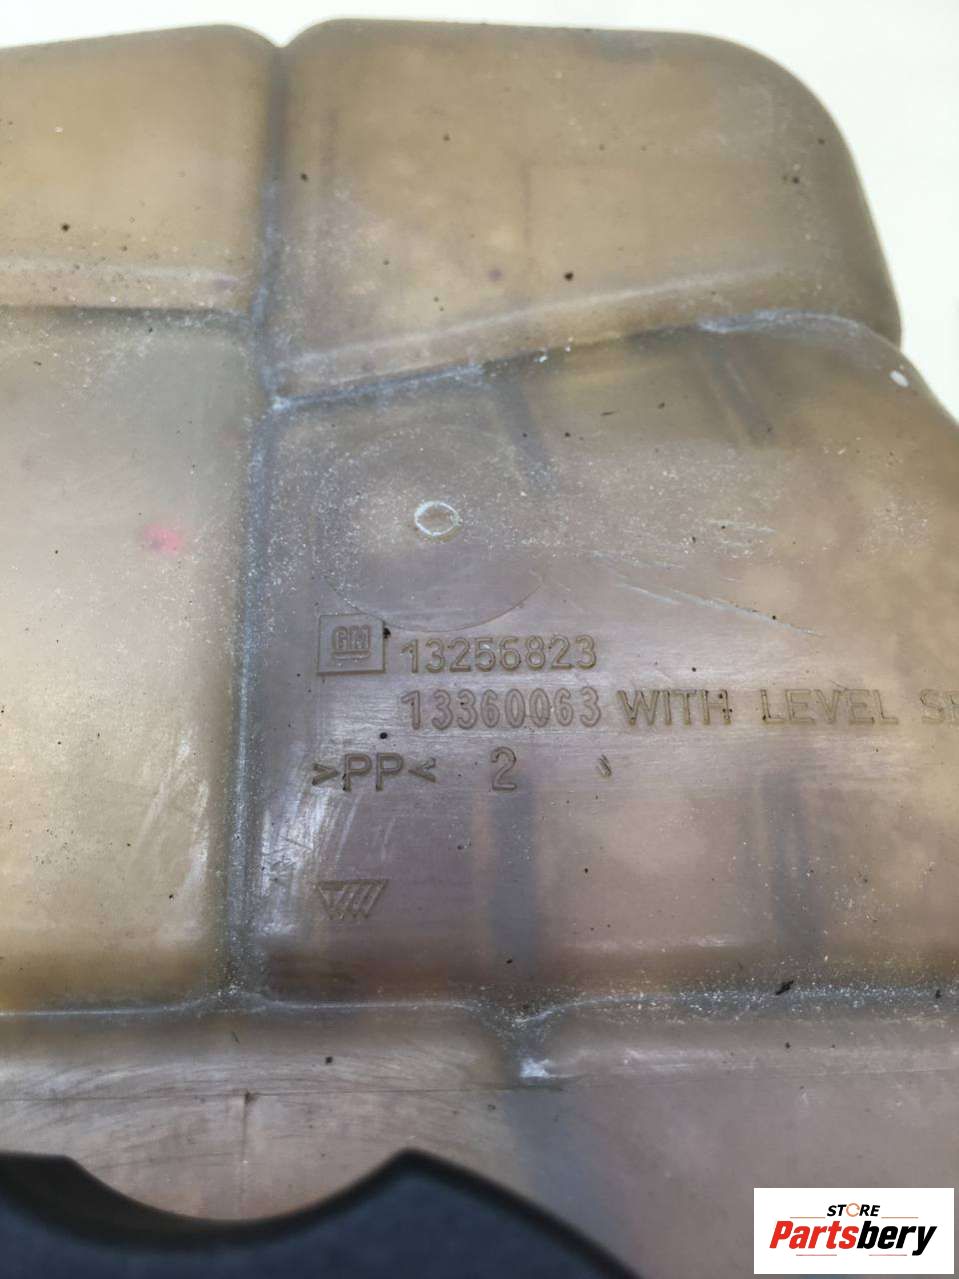 GM 13256823
13360063 WITH LEVEL
>PP< 2
STORE
Partsbery